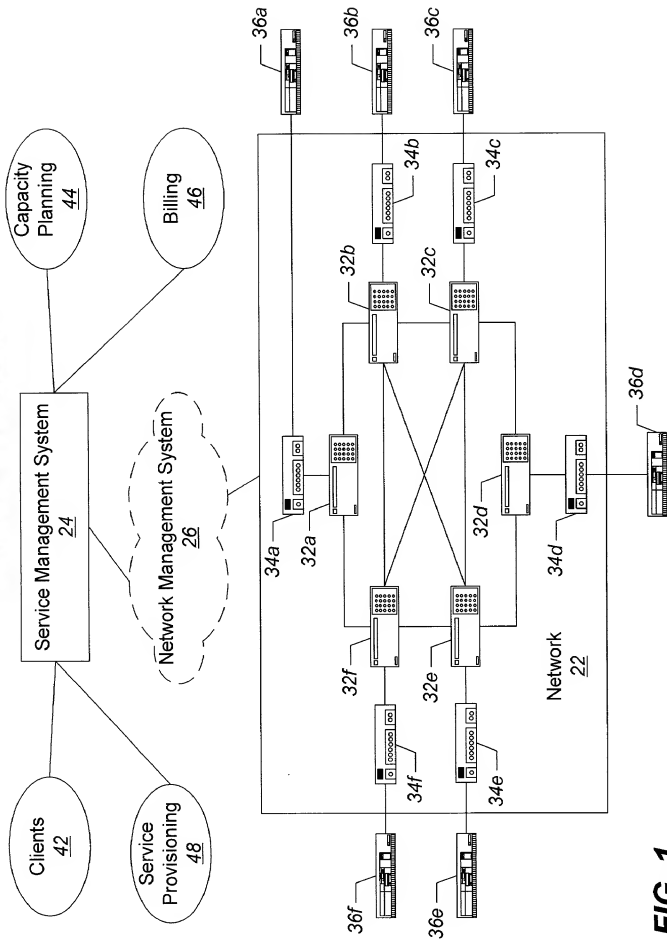 Clients
42
Service
Provisioning
48
Service Management System
24
Capacity
Planning
44
Billing
46
Network Management System
26
36a
36b
36c
34a
32a
32b
34b
32c
34c
32f
34f
36f
32e
34e
36e
32d
34d
36d
Network
22
FIG. 1